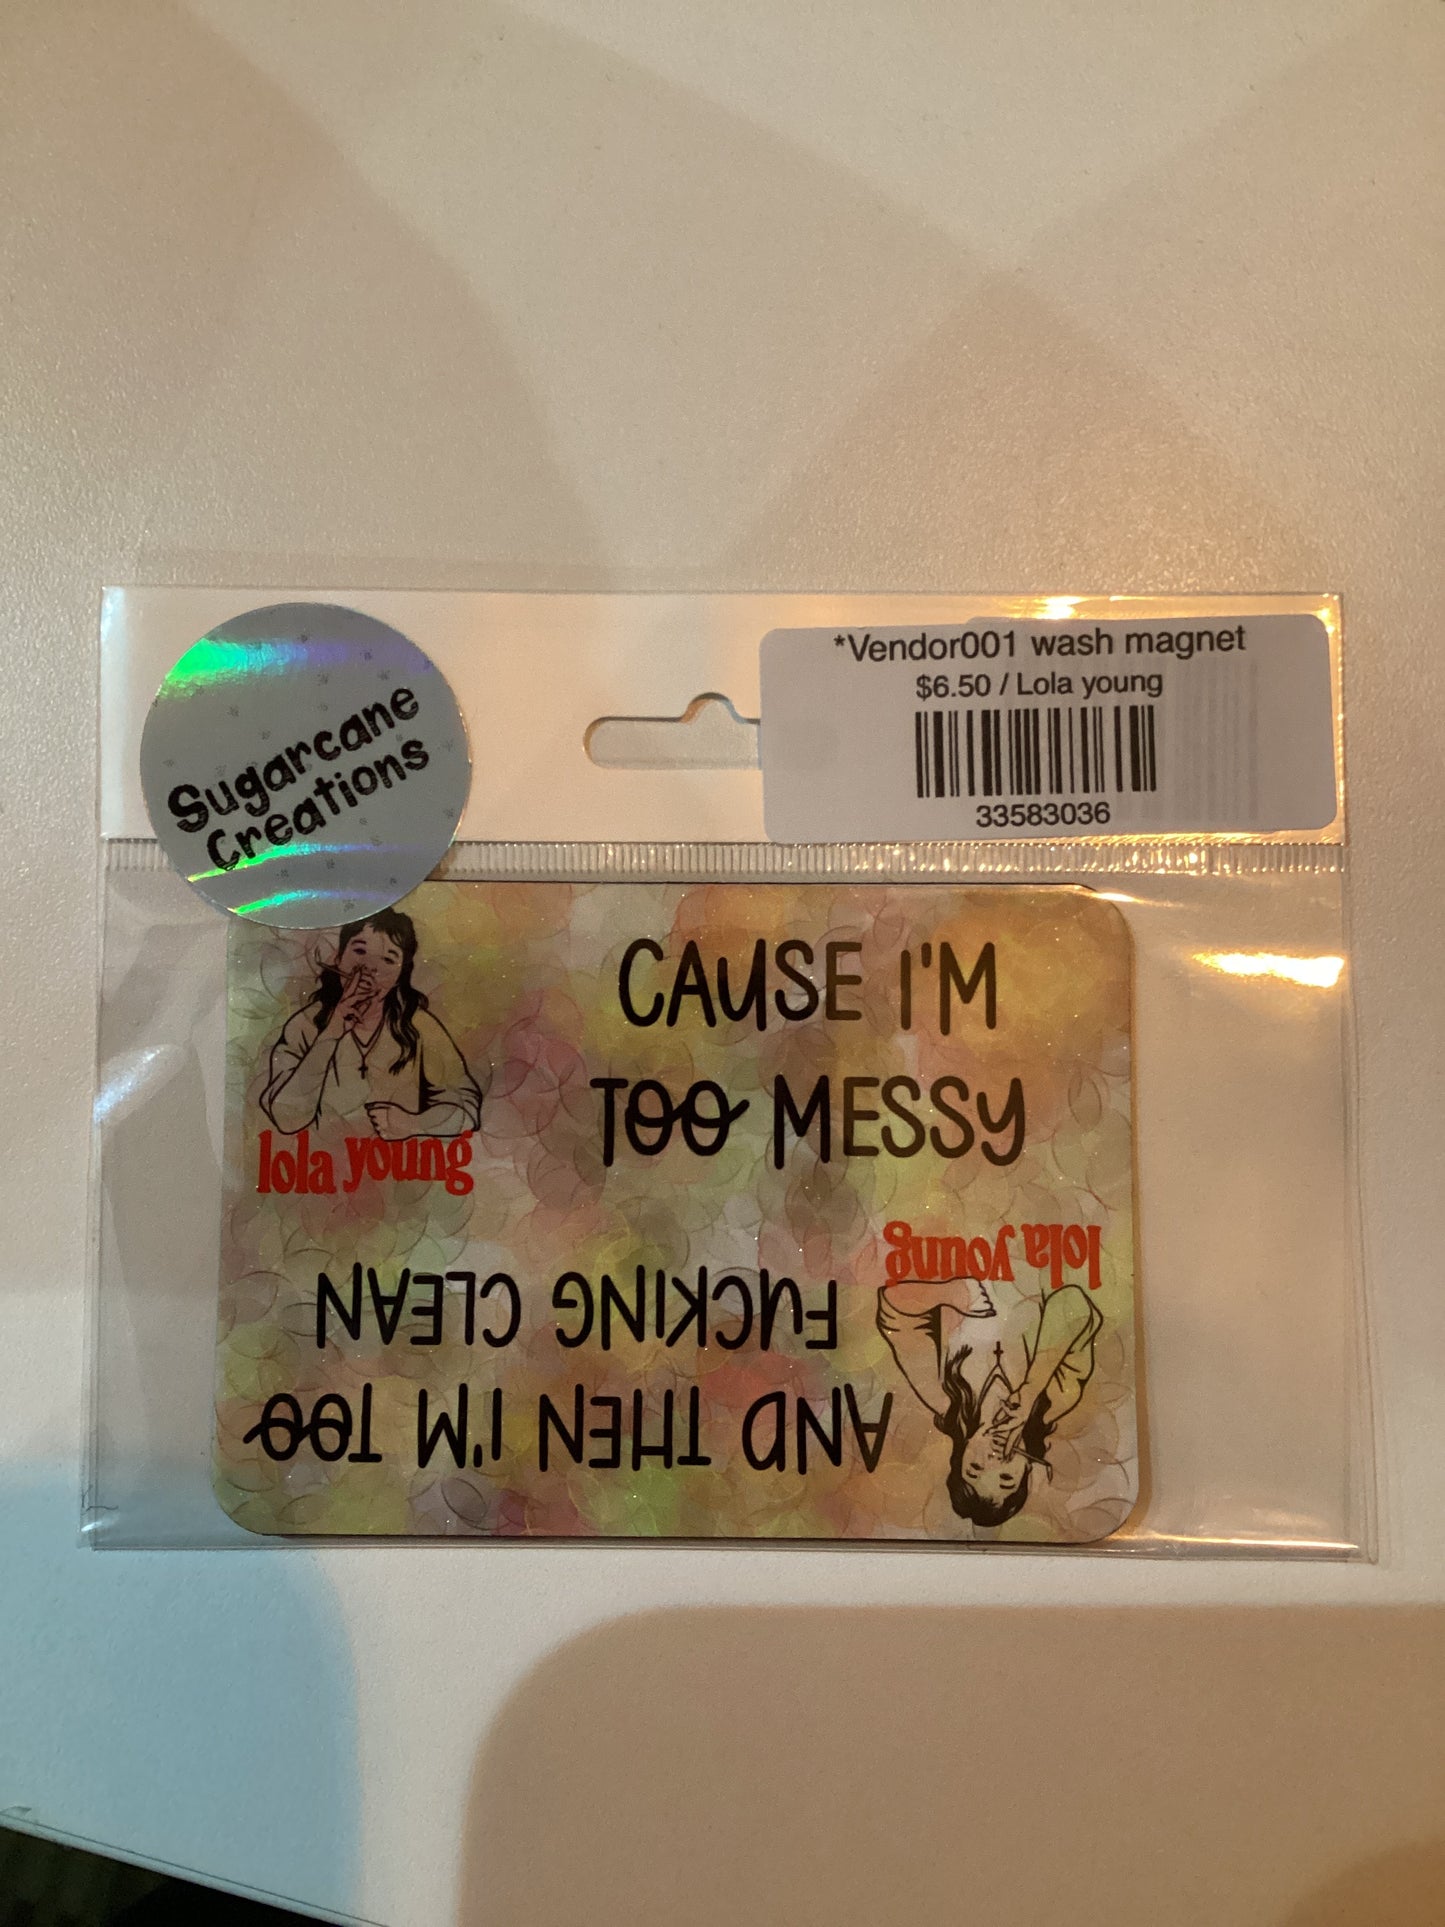 Sugarcane
Creations
*Vendor001 wash magnet
$6.50 / Lola young
33583036
CAUSE I'M
TOO MESSY
lola young
lola young
AND THEN I'M TOO
FUCKING CLEAN